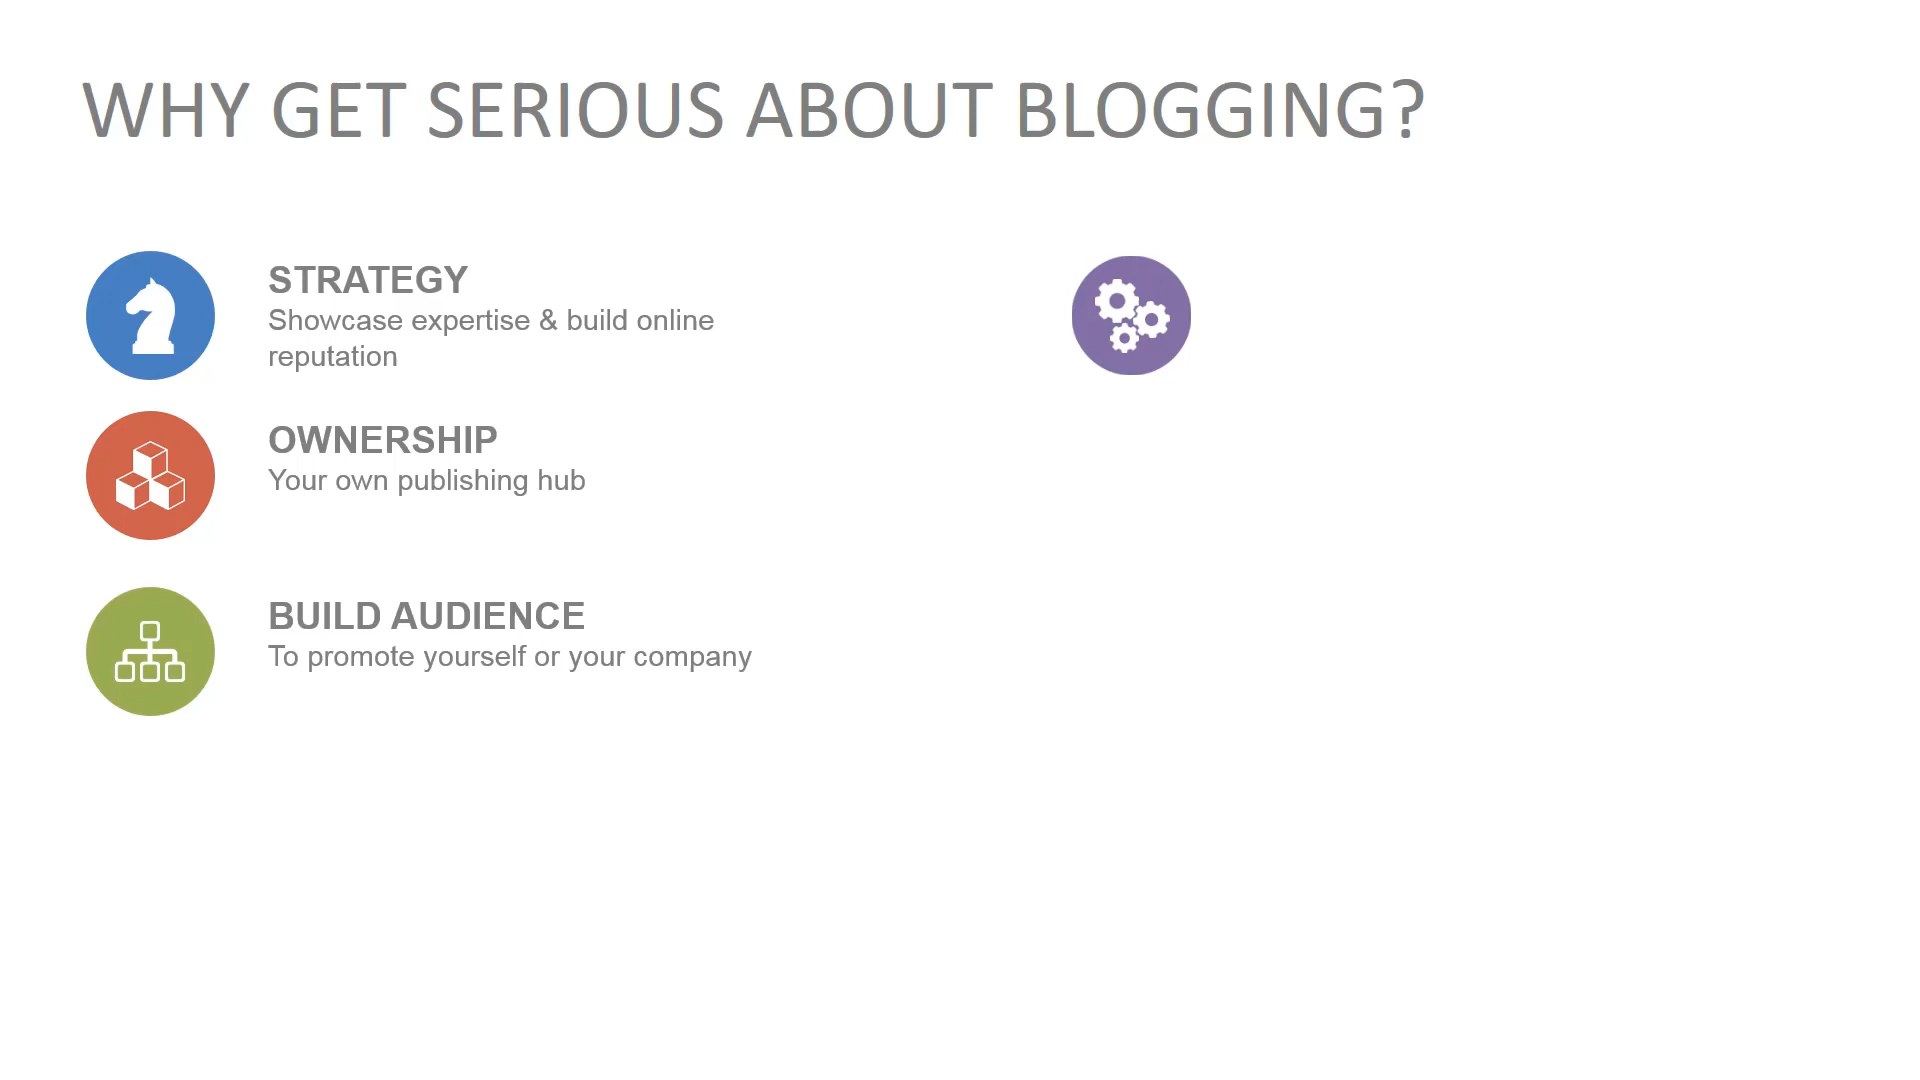 WHY GET SERIOUS ABOUT BLOGGING?
STRATEGY
Showcase expertise & build online
reputation
OWNERSHIP
Your own publishing hub
BUILD AUDIENCE
To promote yourself or your company